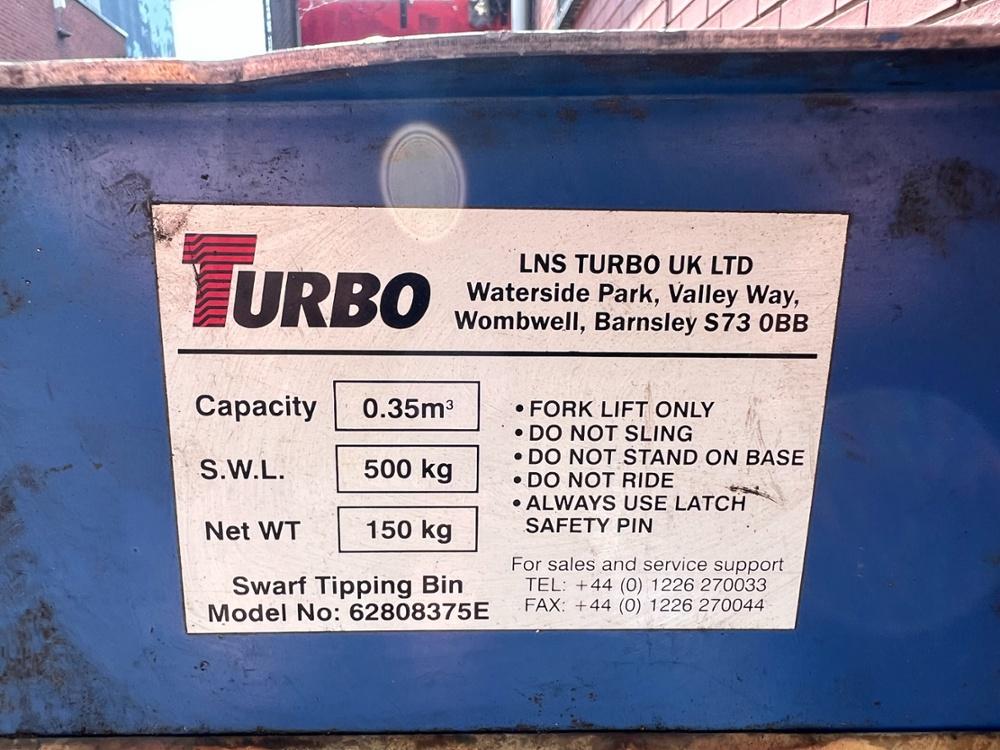 TURBO
LNS TURBO UK LTD
Waterside Park, Valley Way,
Wombwell, Barnsley S73 0BB
Capacity 0.35m³
S.W.L. 500 kg
Net WT 150 kg
Swarf Tipping Bin
Model No: 62808375E
• FORK LIFT ONLY
• DO NOT SLING
• DO NOT STAND ON BASE
• DO NOT RIDE
• ALWAYS USE LATCH
SAFETY PIN
For sales and service support
TEL: +44 (0) 1226 270033
FAX: +44 (0) 1226 270044